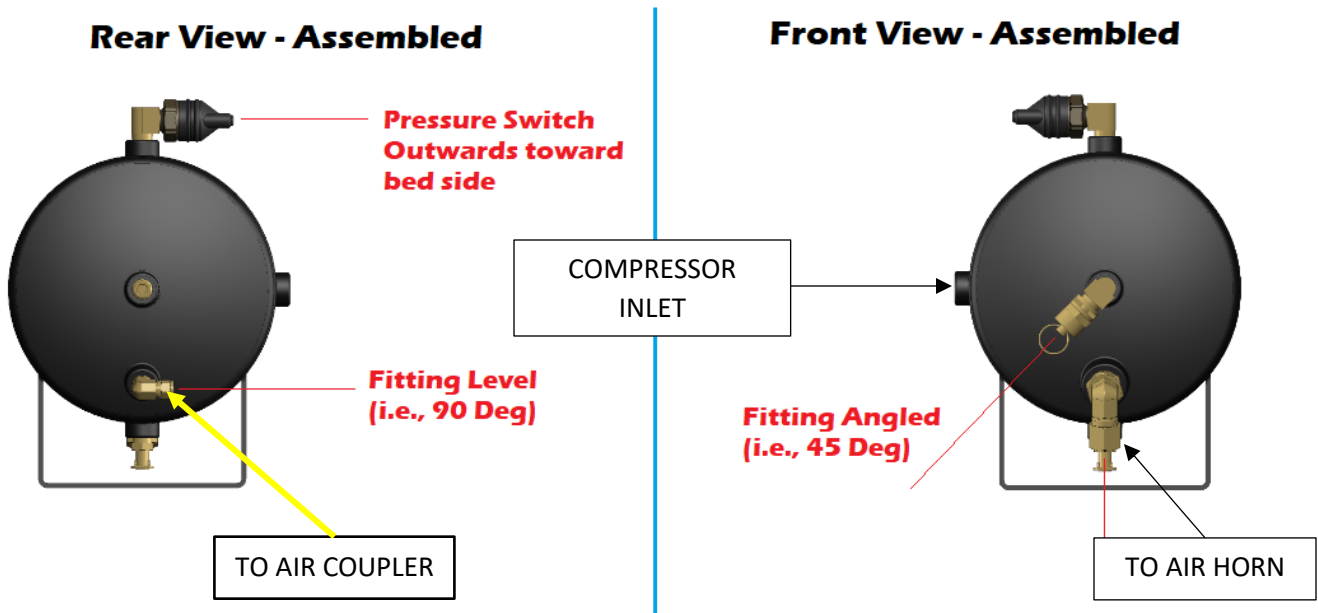 Rear View - Assembled
Pressure Switch
Outwards toward
bed side
Fitting Level
(i.e., 90 Deg)
TO AIR COUPLER
COMPRESSOR
INLET
Front View - Assembled
Fitting Angled
(i.e., 45 Deg)
TO AIR HORN